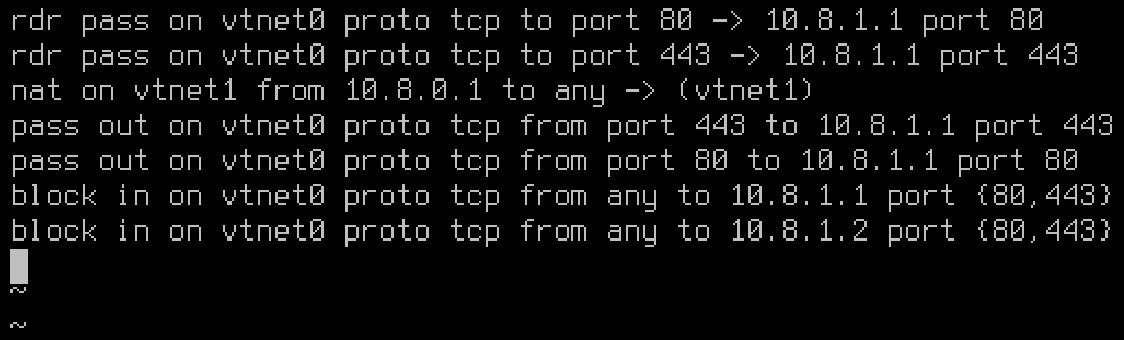 rdr pass on vtnet0 proto tcp to port 80 -> 10.8.1.1 port 80
rdr pass on vtnet0 proto tcp to port 443 -> 10.8.1.1 port 443
nat on vtnet1 from 10.8.0.1 to any -> (vtnet1)
pass out on vtnet0 proto tcp from port 443 to 10.8.1.1 port 443
pass out on vtnet0 proto tcp from port 80 to 10.8.1.1 port 80
block in on vtnet0 proto tcp from any to 10.8.1.1 port {80,443}
block in on vtnet0 proto tcp from any to 10.8.1.2 port {80,443}
~
~